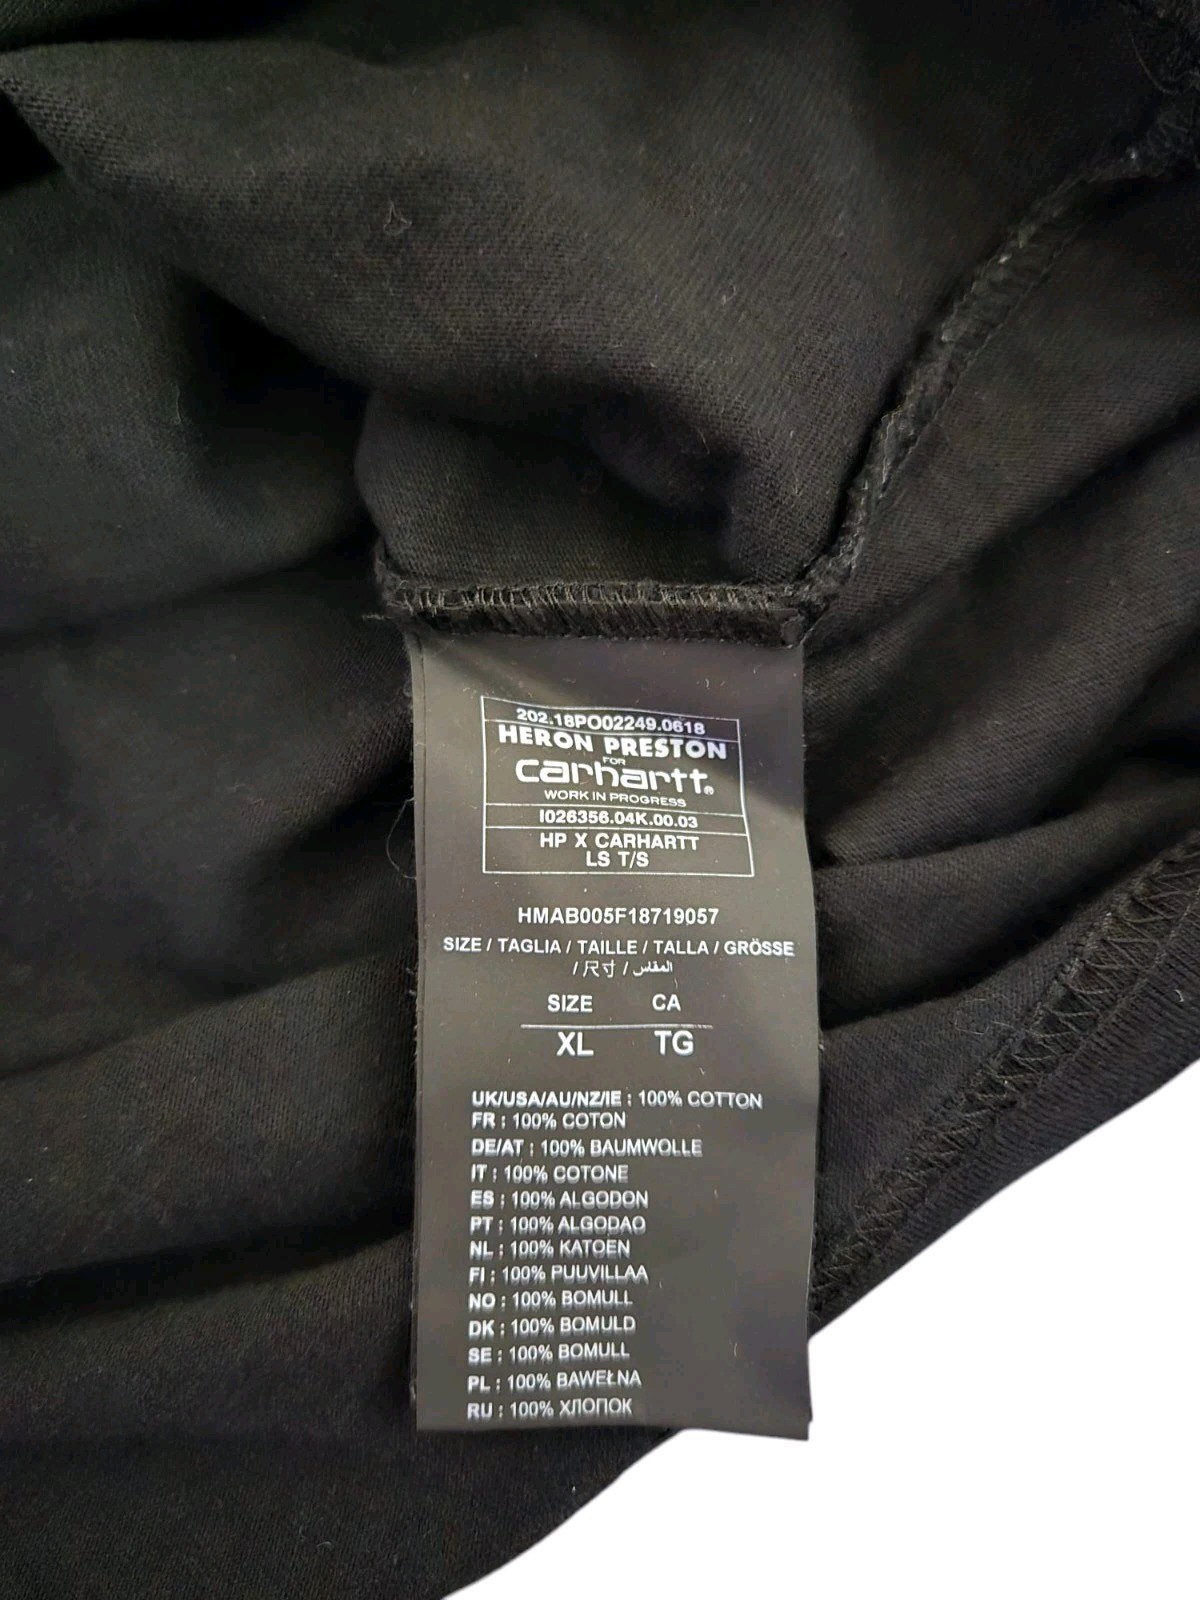 202.18PO02249.0618
HERON PRESTON
FOR
carhartt®
WORK IN PROGRESS
I026356.04K.00.03
HP X CARHARTT
LS T/S
HMAB005F18719057
SIZE / TAGLIA / TAILLE / TALLA / GRÖSSE
/ 尺寸 / المقاس
SIZE CA
XL TG
UK/USA/AU/NZ/IE : 100% COTTON
FR : 100% COTON
DE/AT : 100% BAUMWOLLE
IT : 100% COTONE
ES : 100% ALGODON
PT : 100% ALGODAO
NL : 100% KATOEN
FI : 100% PUUVILLAA
NO : 100% BOMULL
DK : 100% BOMULD
SE : 100% BOMULL
PL : 100% BAWEŁNA
RU : 100% ХЛОПОК